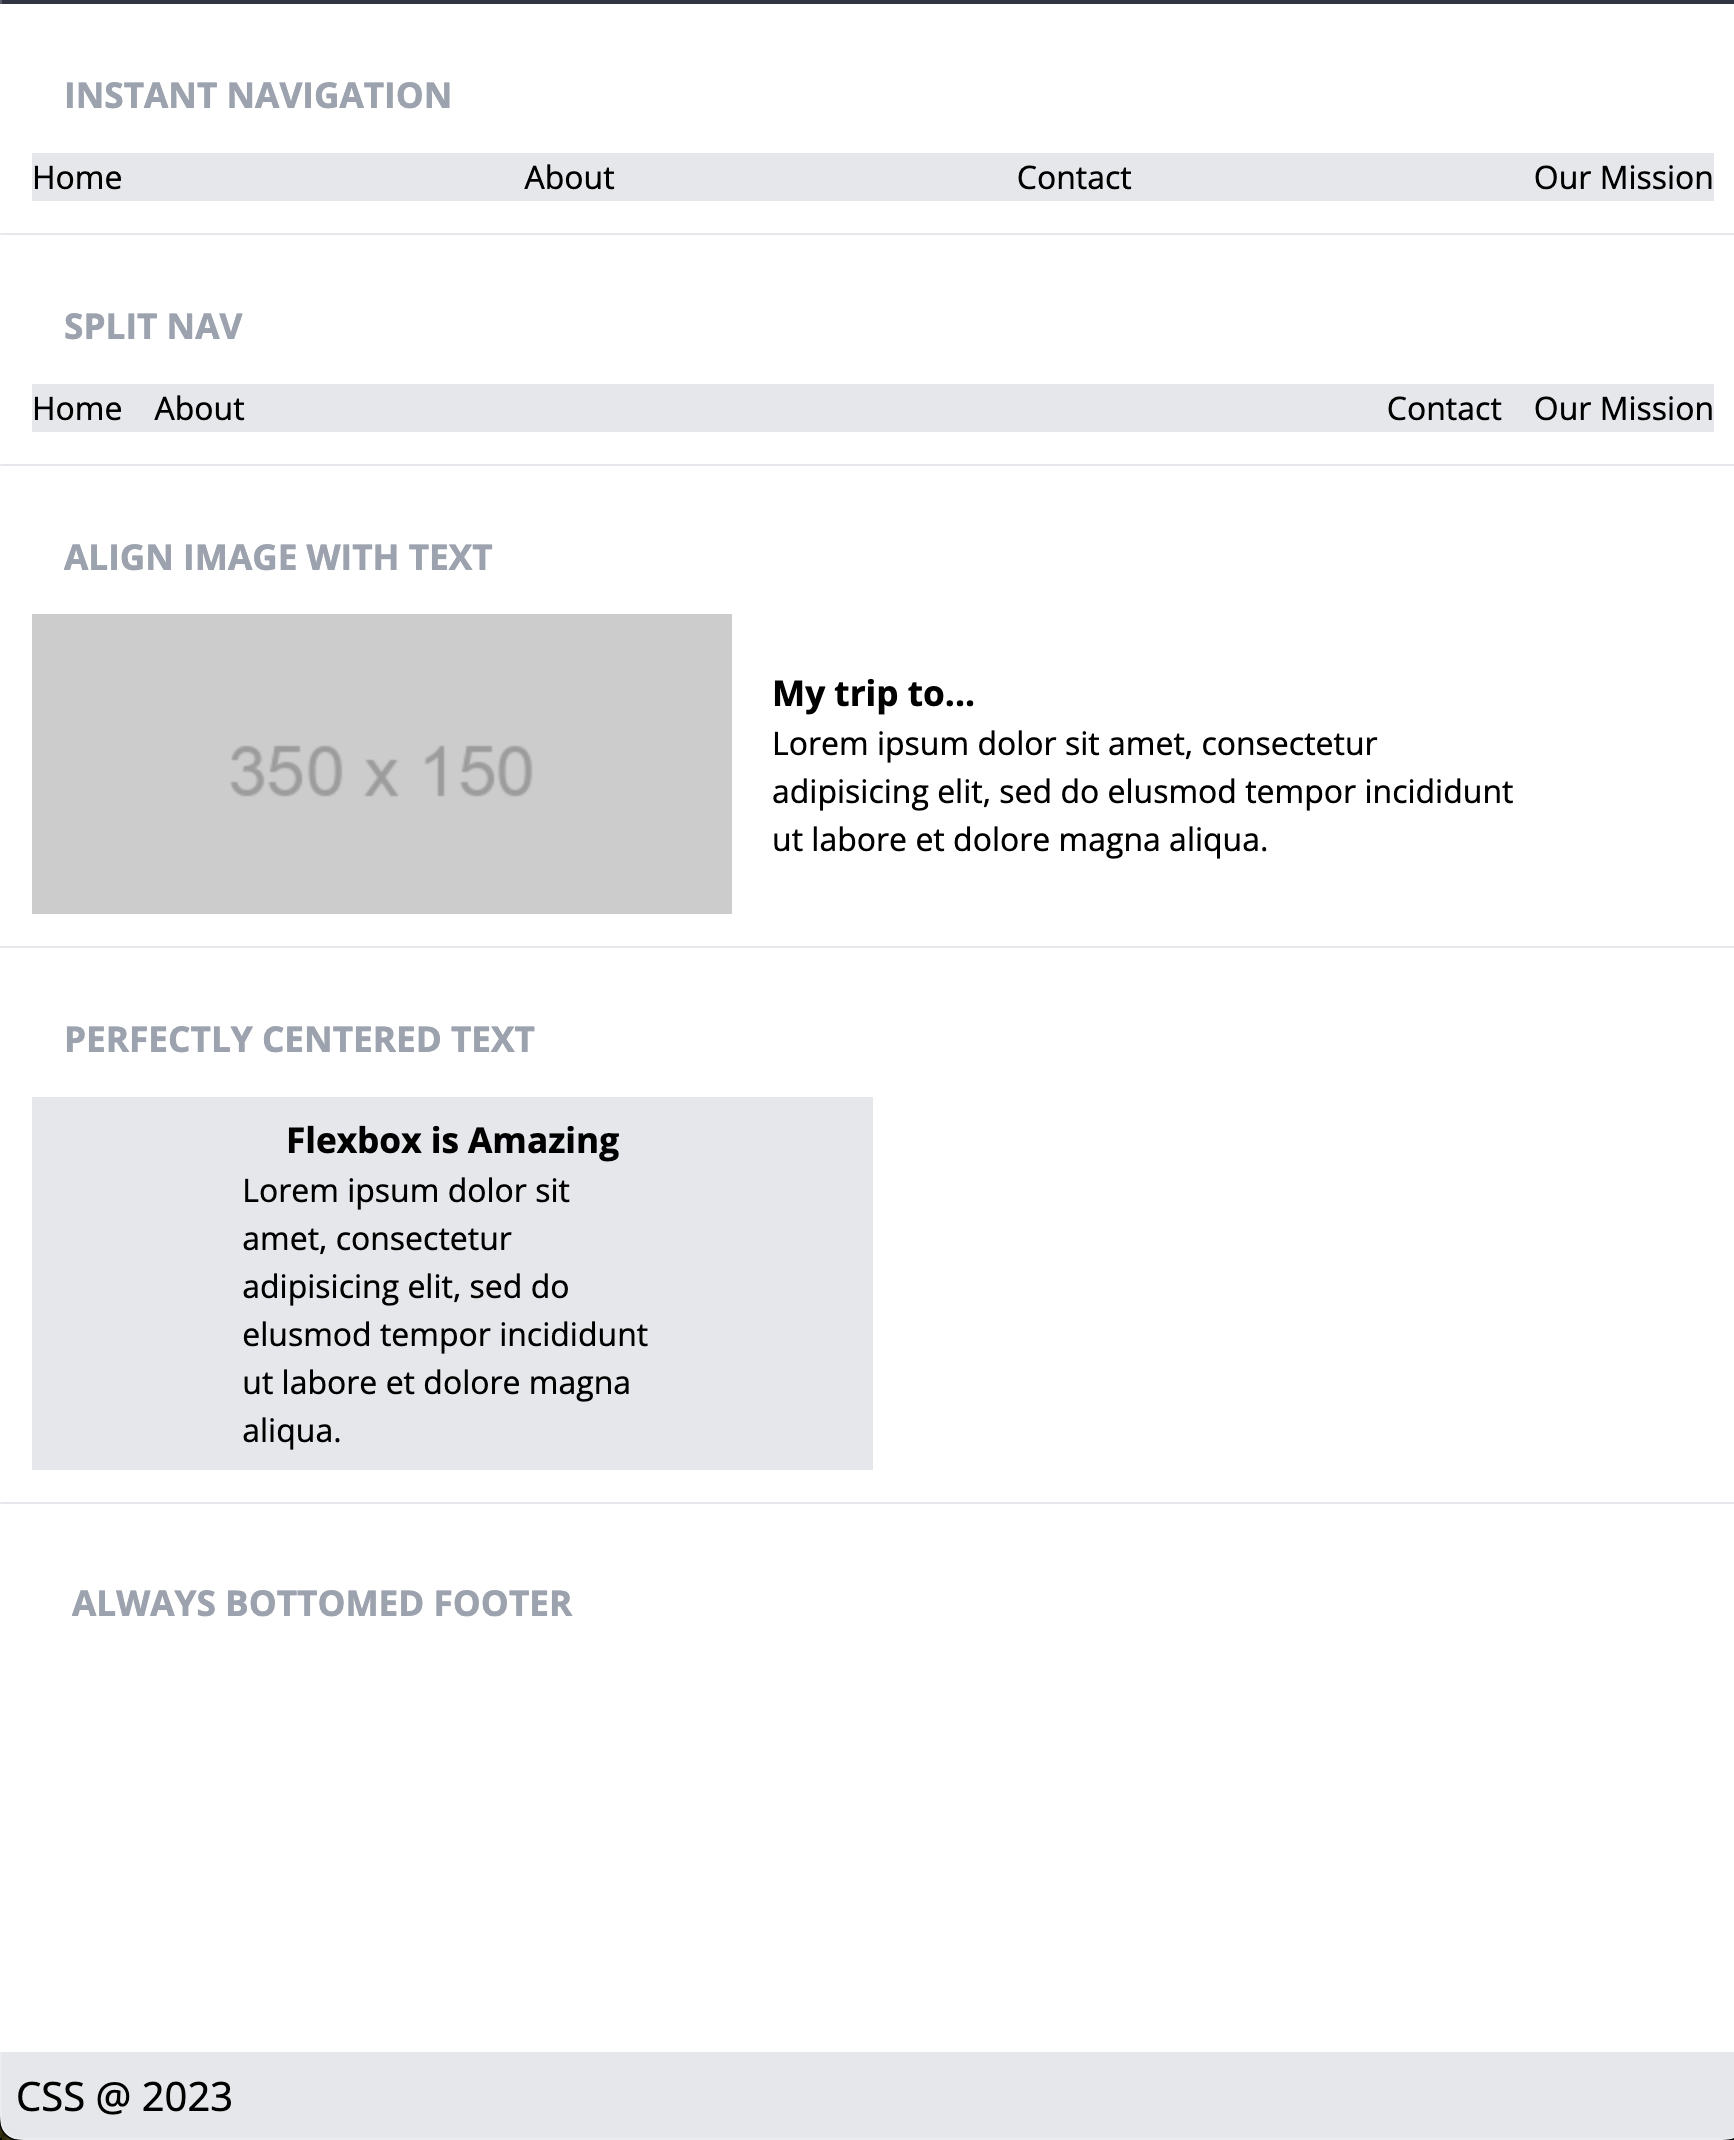 INSTANT NAVIGATION
Home About Contact Our Mission
SPLIT NAV
Home About Contact Our Mission
ALIGN IMAGE WITH TEXT
350 x 150
My trip to...
Lorem ipsum dolor sit amet, consectetur
adipisicing elit, sed do elusmod tempor incididunt
ut labore et dolore magna aliqua.
PERFECTLY CENTERED TEXT
Flexbox is Amazing
Lorem ipsum dolor sit
amet, consectetur
adipisicing elit, sed do
elusmod tempor incididunt
ut labore et dolore magna
aliqua.
ALWAYS BOTTOMED FOOTER
CSS @ 2023